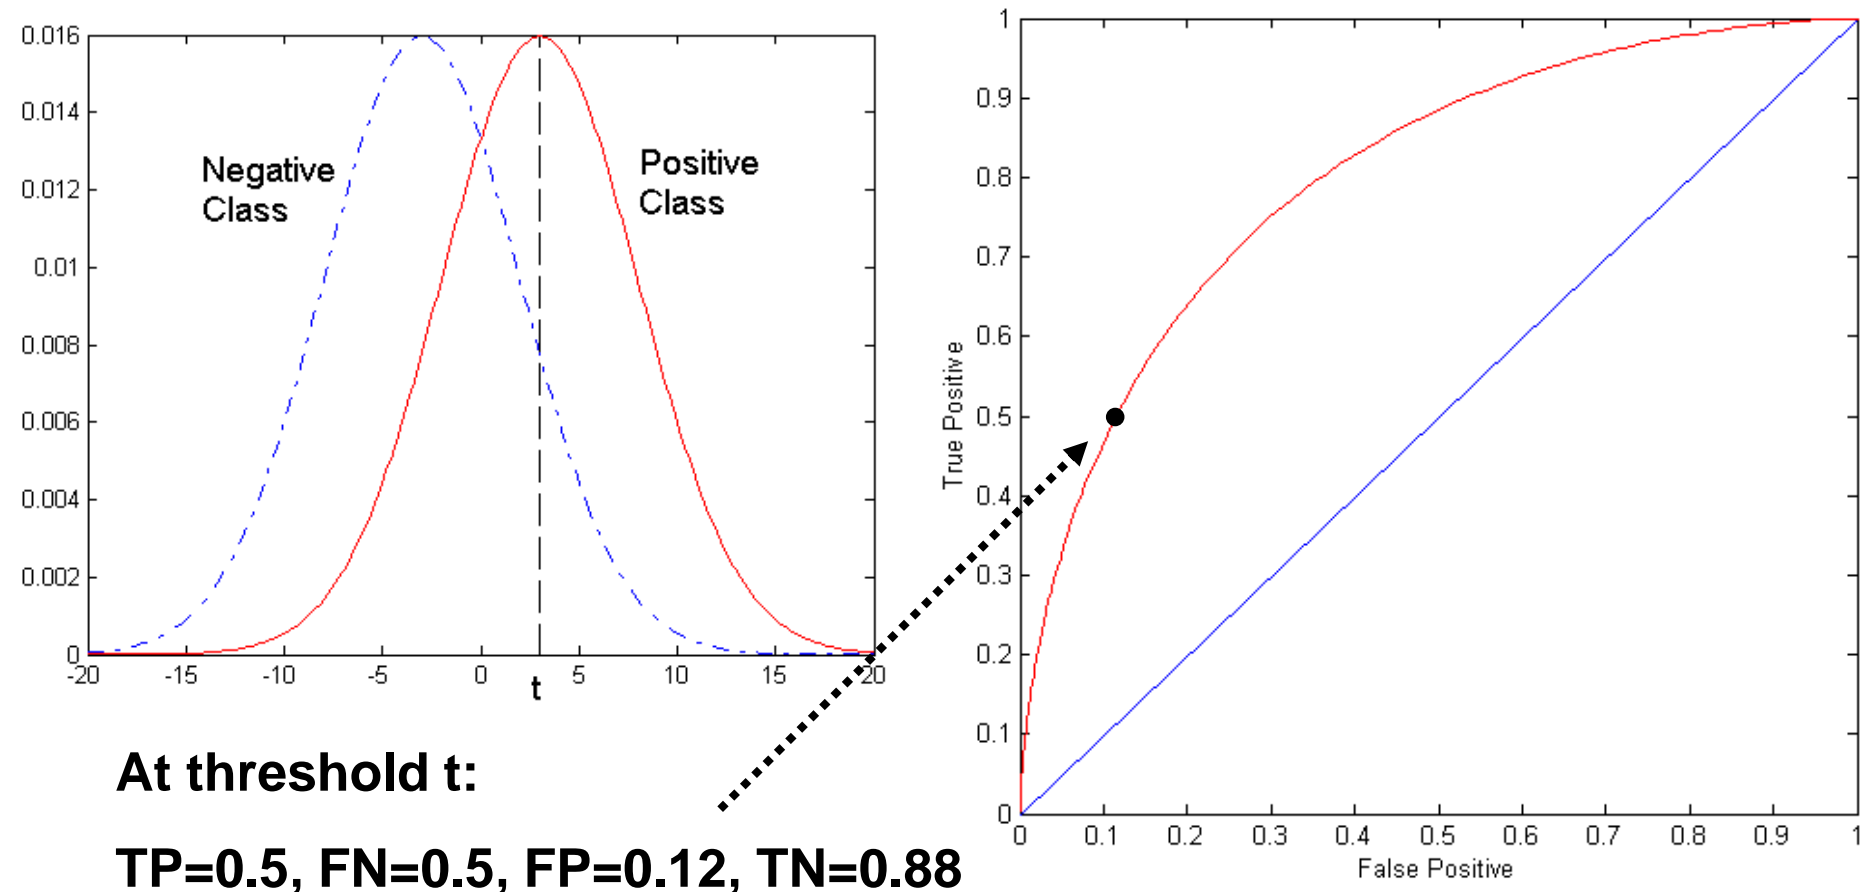 0.016
0.014
0.012
0.01
0.008
0.006
0.004
0.002
0
-20 -15 -10 -5 0 5 10 15 20
t
Negative
Class
Positive
Class
1
0.9
0.8
0.7
0.6
0.5
0.4
0.3
0.2
0.1
0
True Positive
0 0.1 0.2 0.3 0.4 0.5 0.6 0.7 0.8 0.9 1
False Positive
At threshold t:
TP=0.5, FN=0.5, FP=0.12, TN=0.88